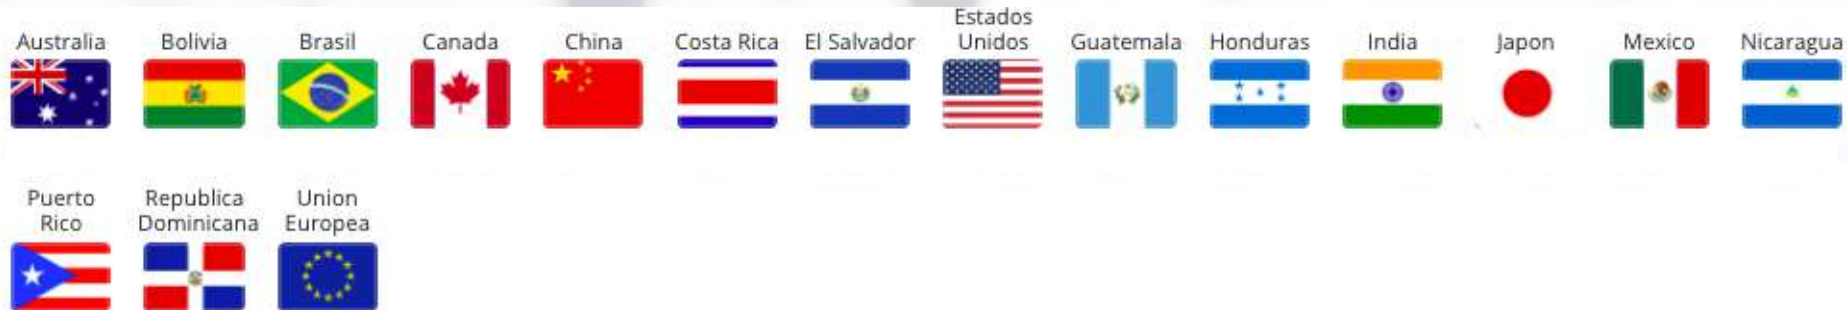 Australia
Bolivia
Brasil
Canada
China
Costa Rica
El Salvador
Estados
Unidos
Guatemala
Honduras
India
Japon
Mexico
Nicaragua
Puerto
Rico
Republica
Dominicana
Union
Europea